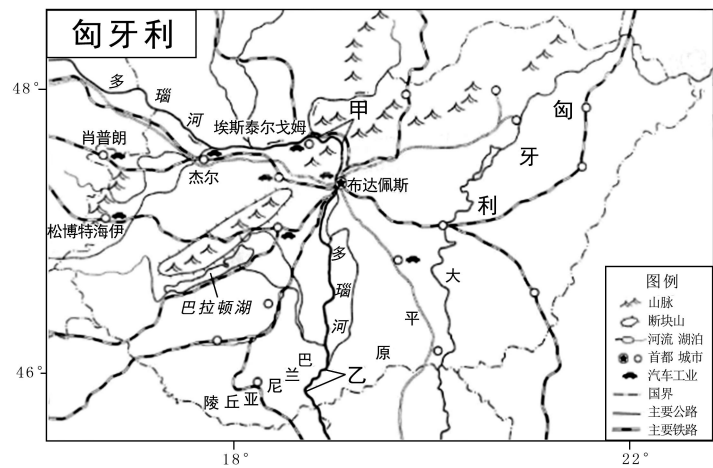 匈牙利
48°
46°
18°
22°
多瑙河
埃斯泰尔戈姆
甲
肖普朗
杰尔
布达佩斯
松博特海伊
巴拉顿湖
多瑙河
匈牙利大平原
巴兰尼亚丘陵
乙
图例
山脉
断块山
河流 湖泊
首都 城市
汽车工业
国界
主要公路
主要铁路